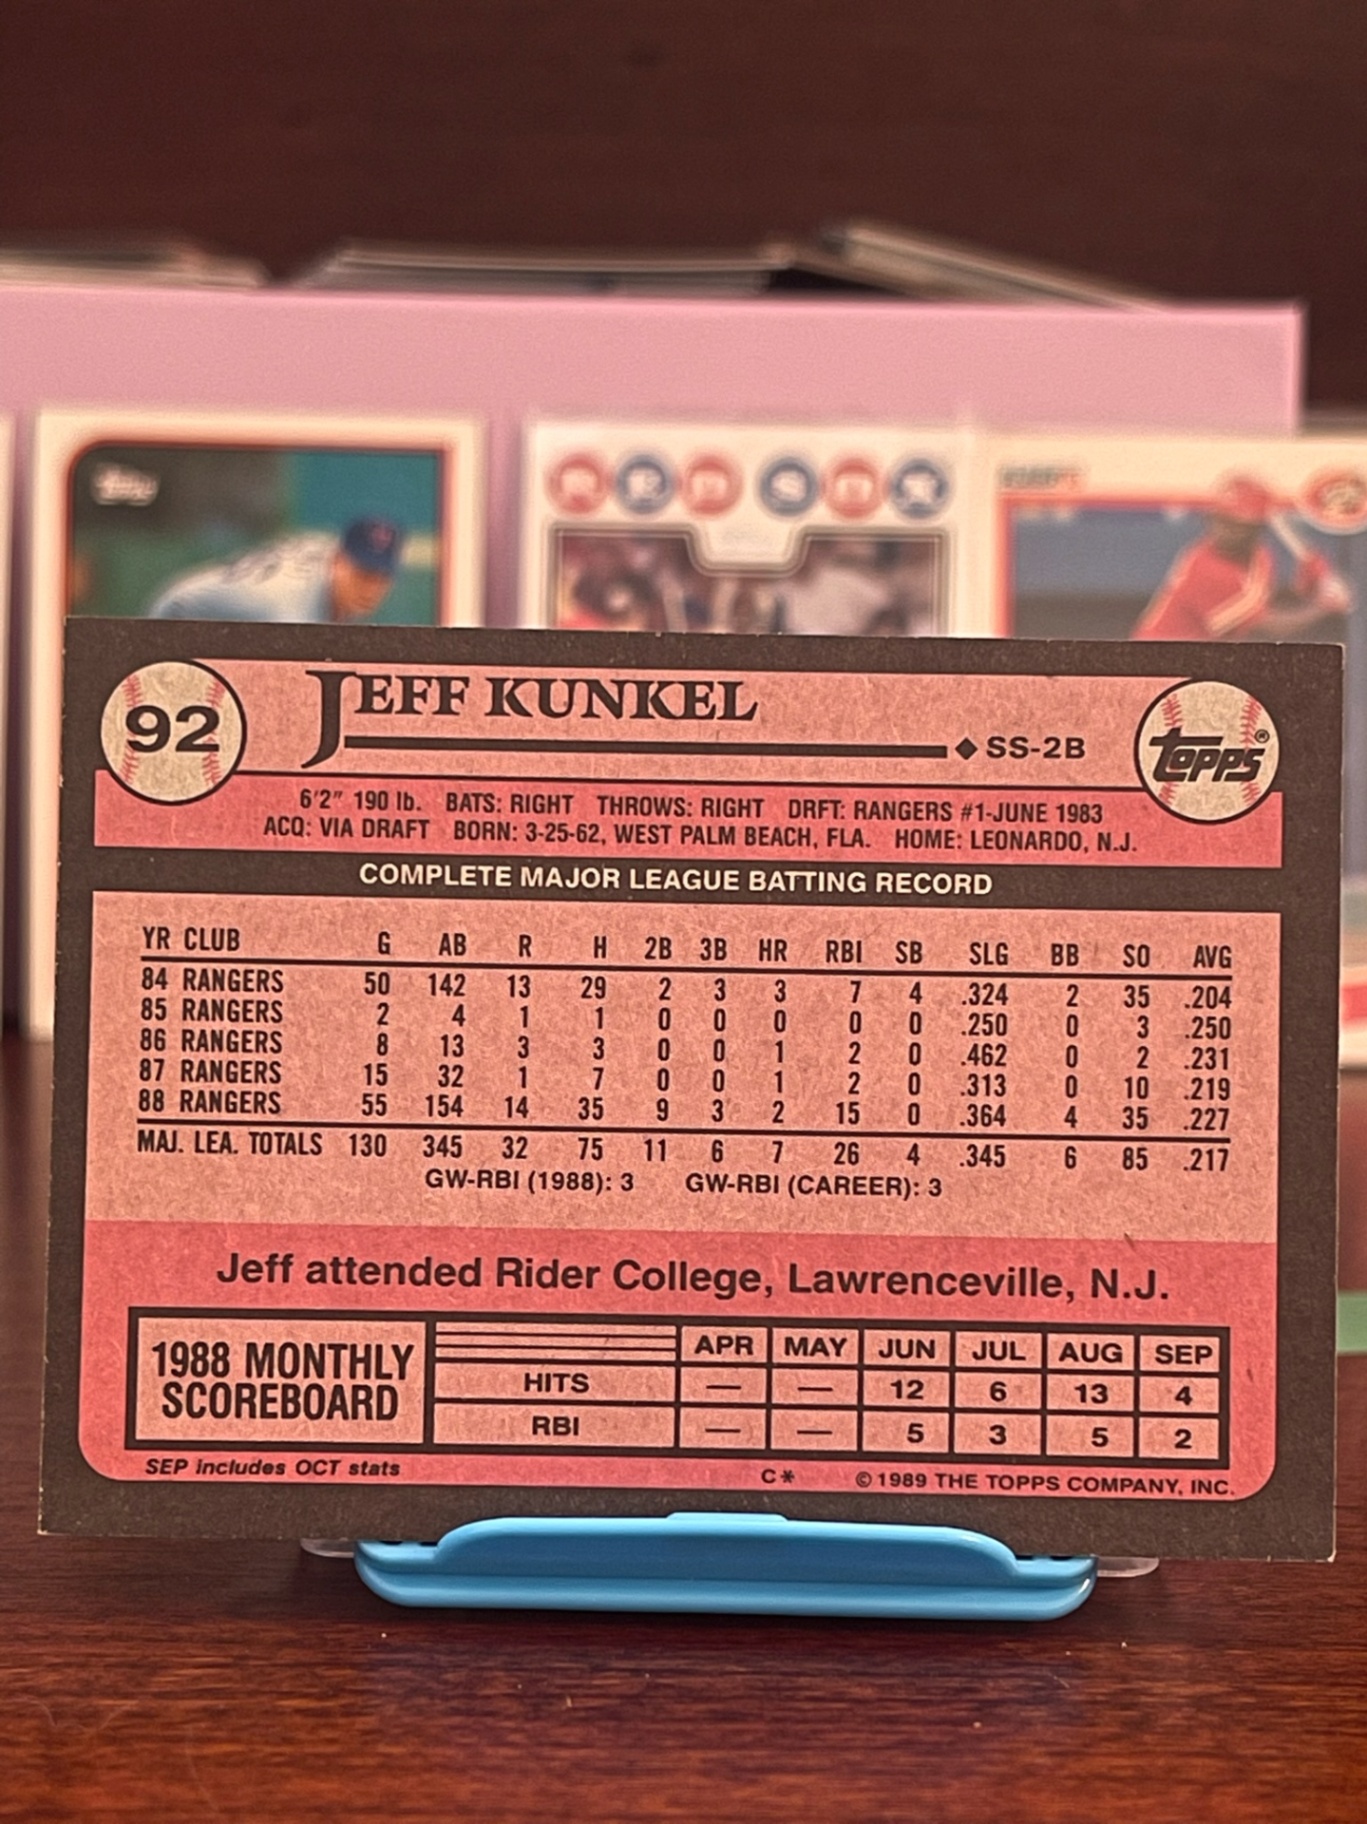 Topps
RED SOX
92
JEFF KUNKEL
◆ SS-2B
Topps®
6'2" 190 lb. BATS: RIGHT THROWS: RIGHT DRFT: RANGERS #1-JUNE 1983
ACQ: VIA DRAFT BORN: 3-25-62, WEST PALM BEACH, FLA. HOME: LEONARDO, N.J.
COMPLETE MAJOR LEAGUE BATTING RECORD
YR CLUB G AB R H 2B 3B HR RBI SB SLG BB SO AVG
84 RANGERS 50 142 13 29 2 3 3 7 4 .324 2 35 .204
85 RANGERS 2 4 1 1 0 0 0 0 0 .250 0 3 .250
86 RANGERS 8 13 3 3 0 0 1 2 0 .462 0 2 .231
87 RANGERS 15 32 1 7 0 0 1 2 0 .313 0 10 .219
88 RANGERS 55 154 14 35 9 3 2 15 0 .364 4 35 .227
MAJ. LEA. TOTALS 130 345 32 75 11 6 7 26 4 .345 6 85 .217
GW-RBI (1988): 3 GW-RBI (CAREER): 3
Jeff attended Rider College, Lawrenceville, N.J.
1988 MONTHLY
SCOREBOARD
APR MAY JUN JUL AUG SEP
HITS — — 12 6 13 4
RBI — — 5 3 5 2
SEP includes OCT stats
C* © 1989 THE TOPPS COMPANY, INC.